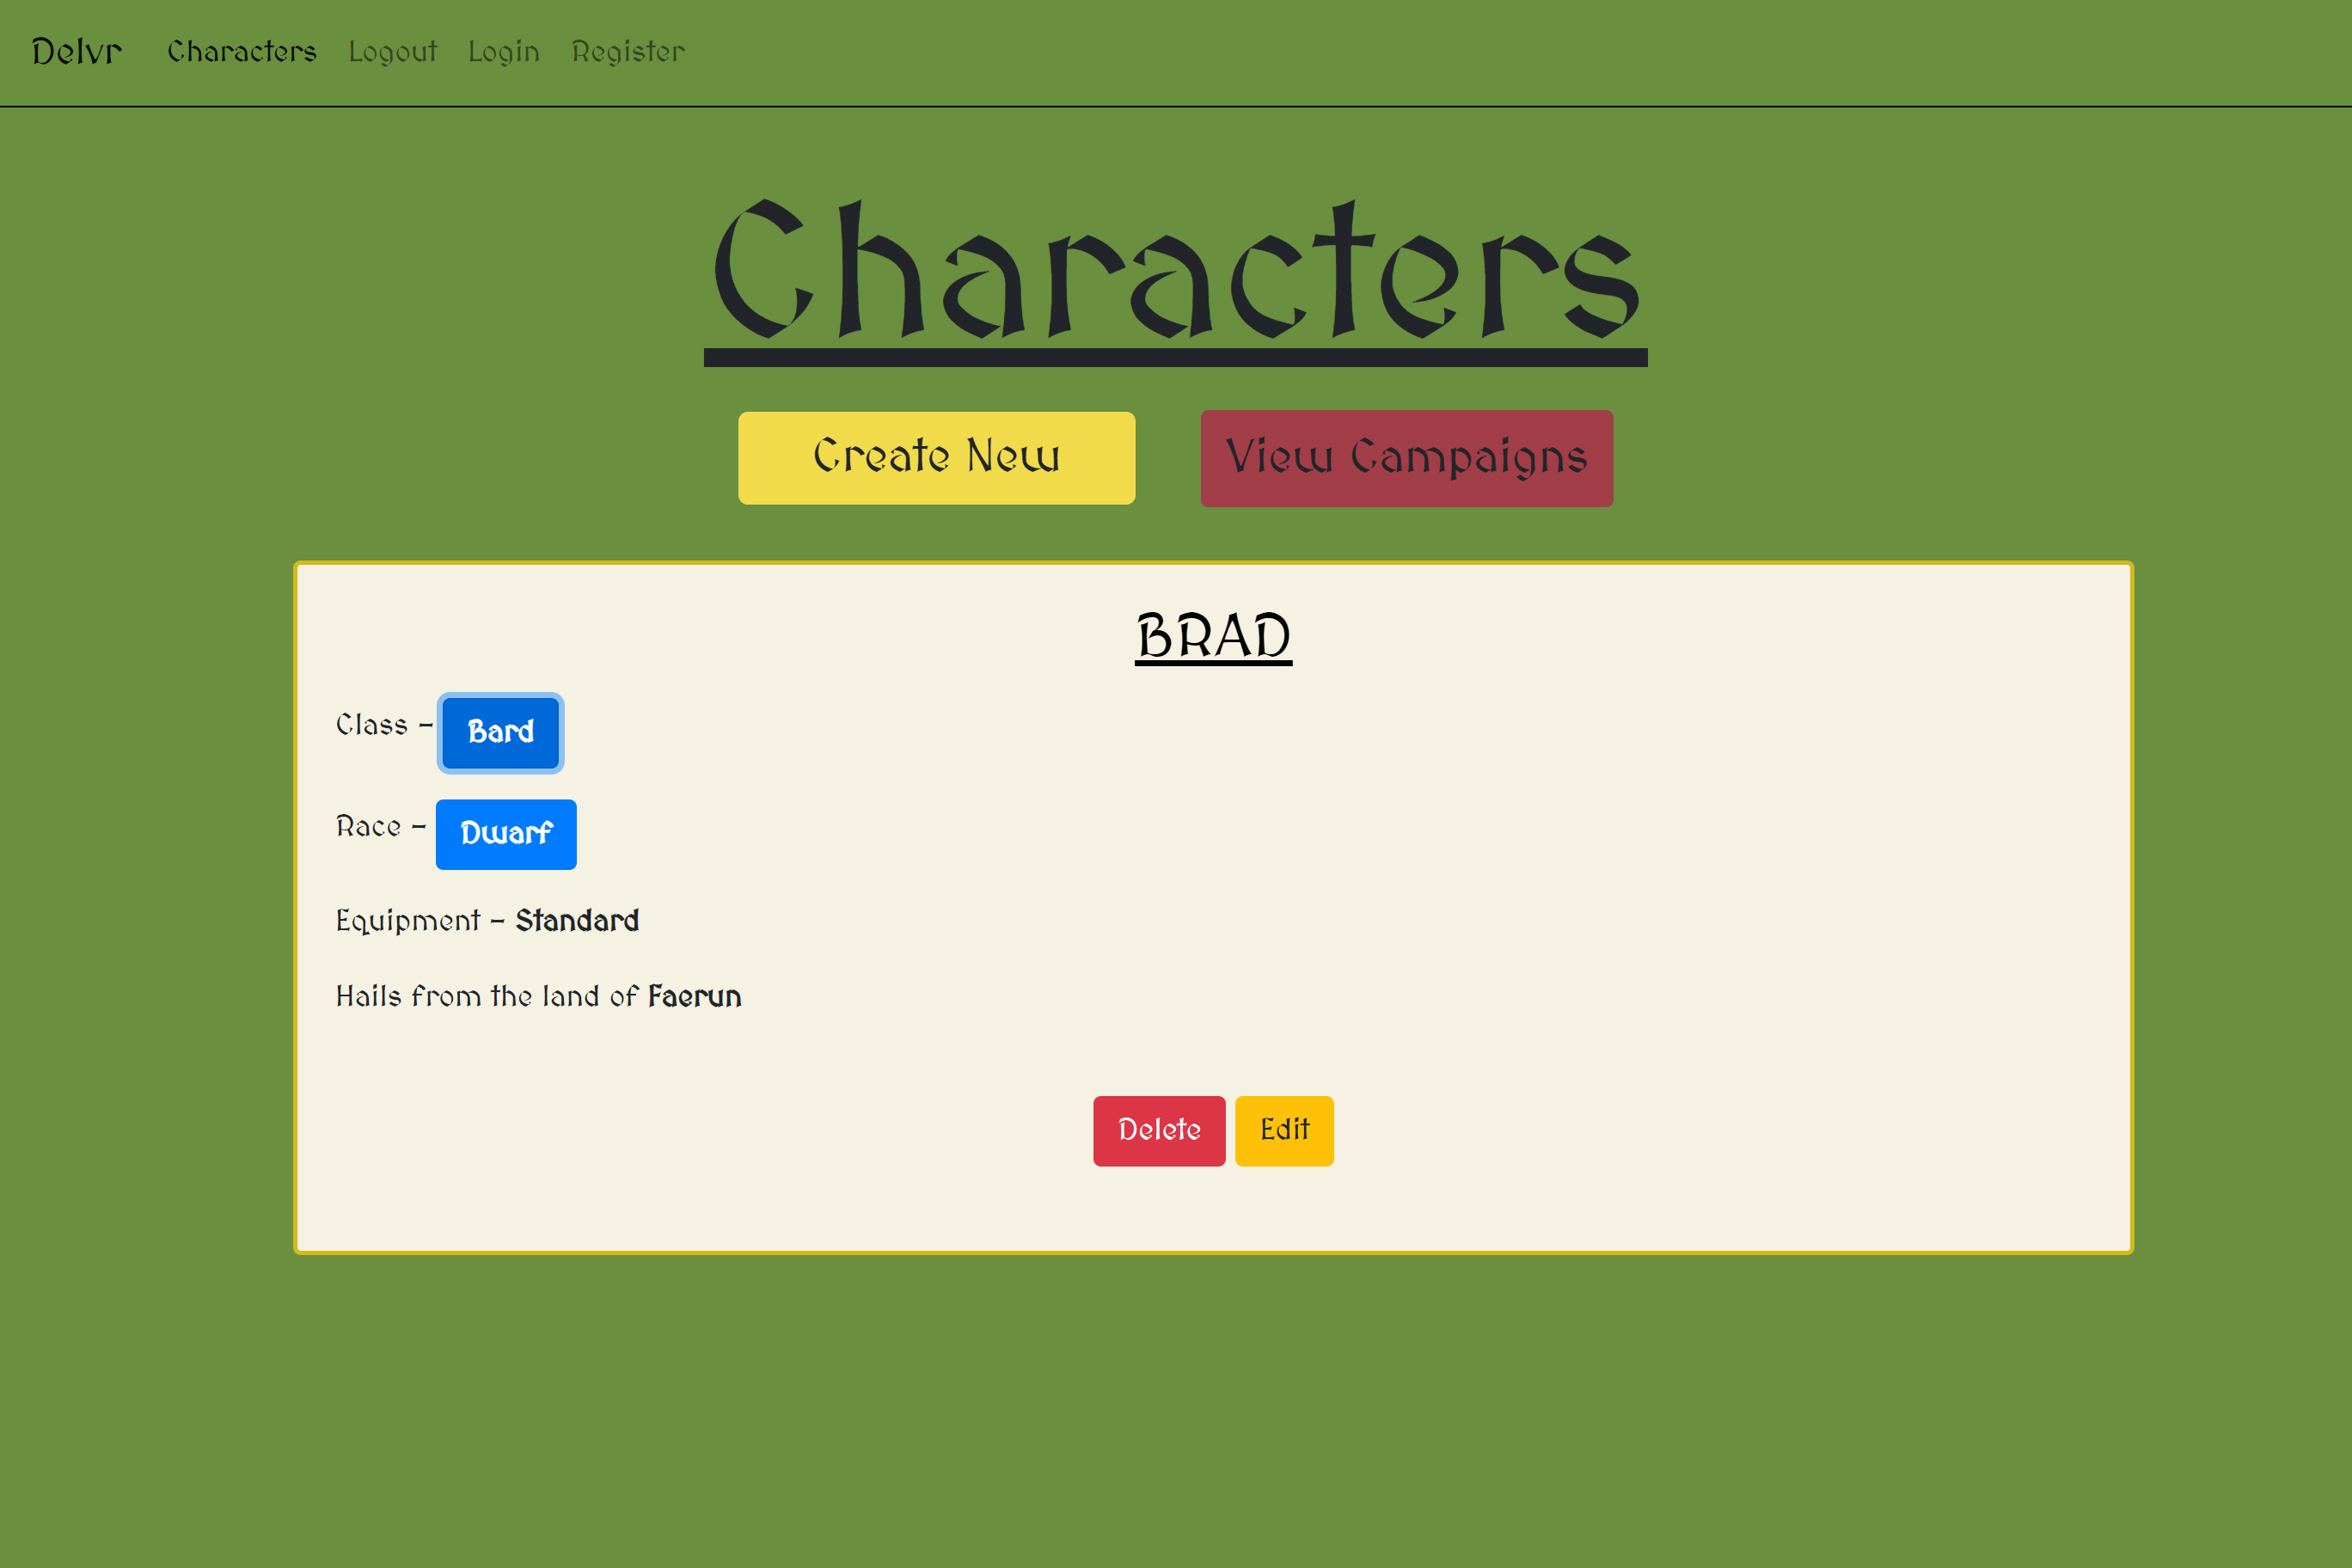 Delvr Characters Logout Login Register
Characters
Create New View Campaigns
BRAD
Class - Bard
Race - Dwarf
Equipment - Standard
Hails from the land of Faerun
Delete Edit